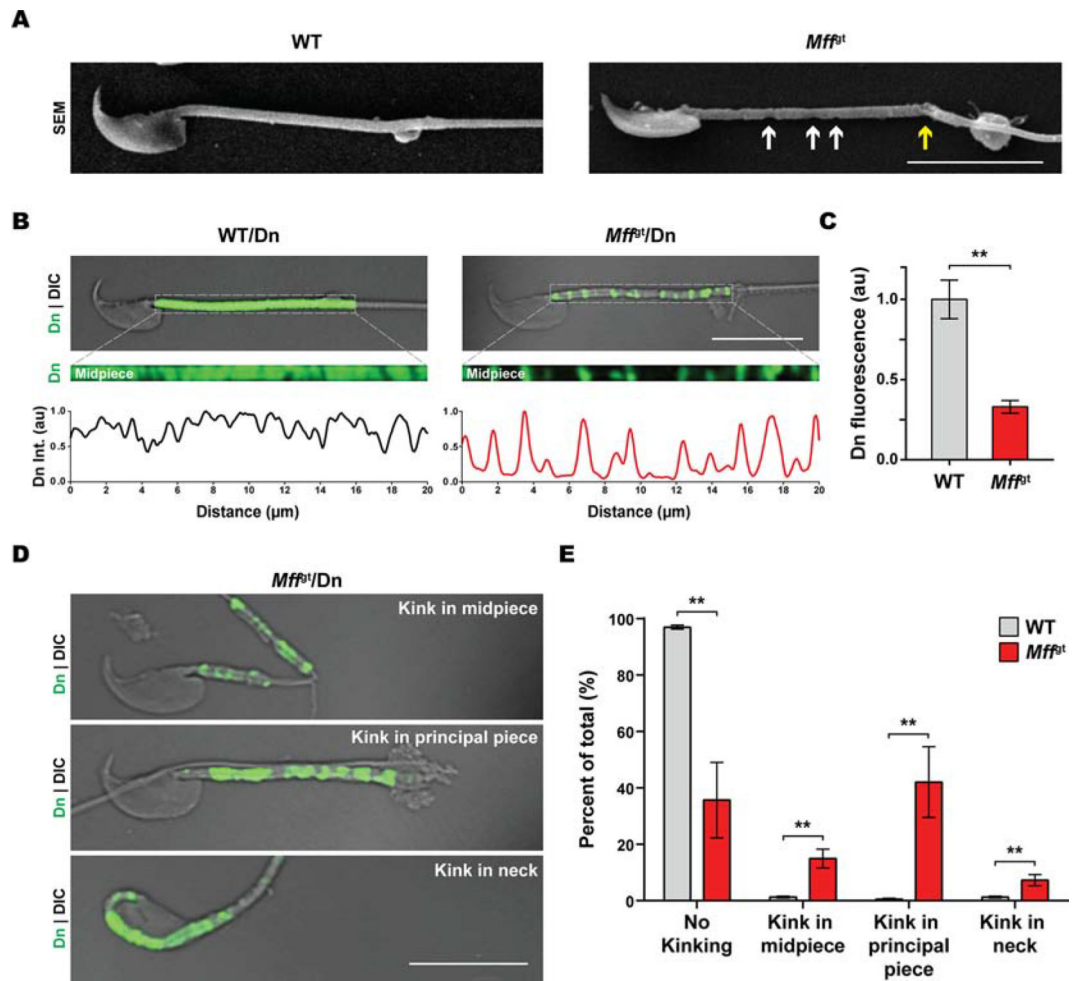 A
WT
Mffgt
SEM
B
WT/Dn
Mffgt/Dn
Dn | DIC
Dn
Midpiece
Midpiece
Dn Int. (au)
1.0
0.5
0.0
0 2 4 6 8 10 12 14 16 18 20
Distance (µm)
1.0
0.5
0.0
0 2 4 6 8 10 12 14 16 18 20
Distance (µm)
C
**
Dn fluorescence (au)
1.0
0.5
0.0
WT
Mffgt
D
Mffgt/Dn
Dn | DIC
Kink in midpiece
Dn | DIC
Kink in principal piece
Dn | DIC
Kink in neck
E
Percent of total (%)
100
80
60
40
20
0
**
**
**
**
WT
Mffgt
No
Kinking
Kink in
midpiece
Kink in
principal
piece
Kink in
neck